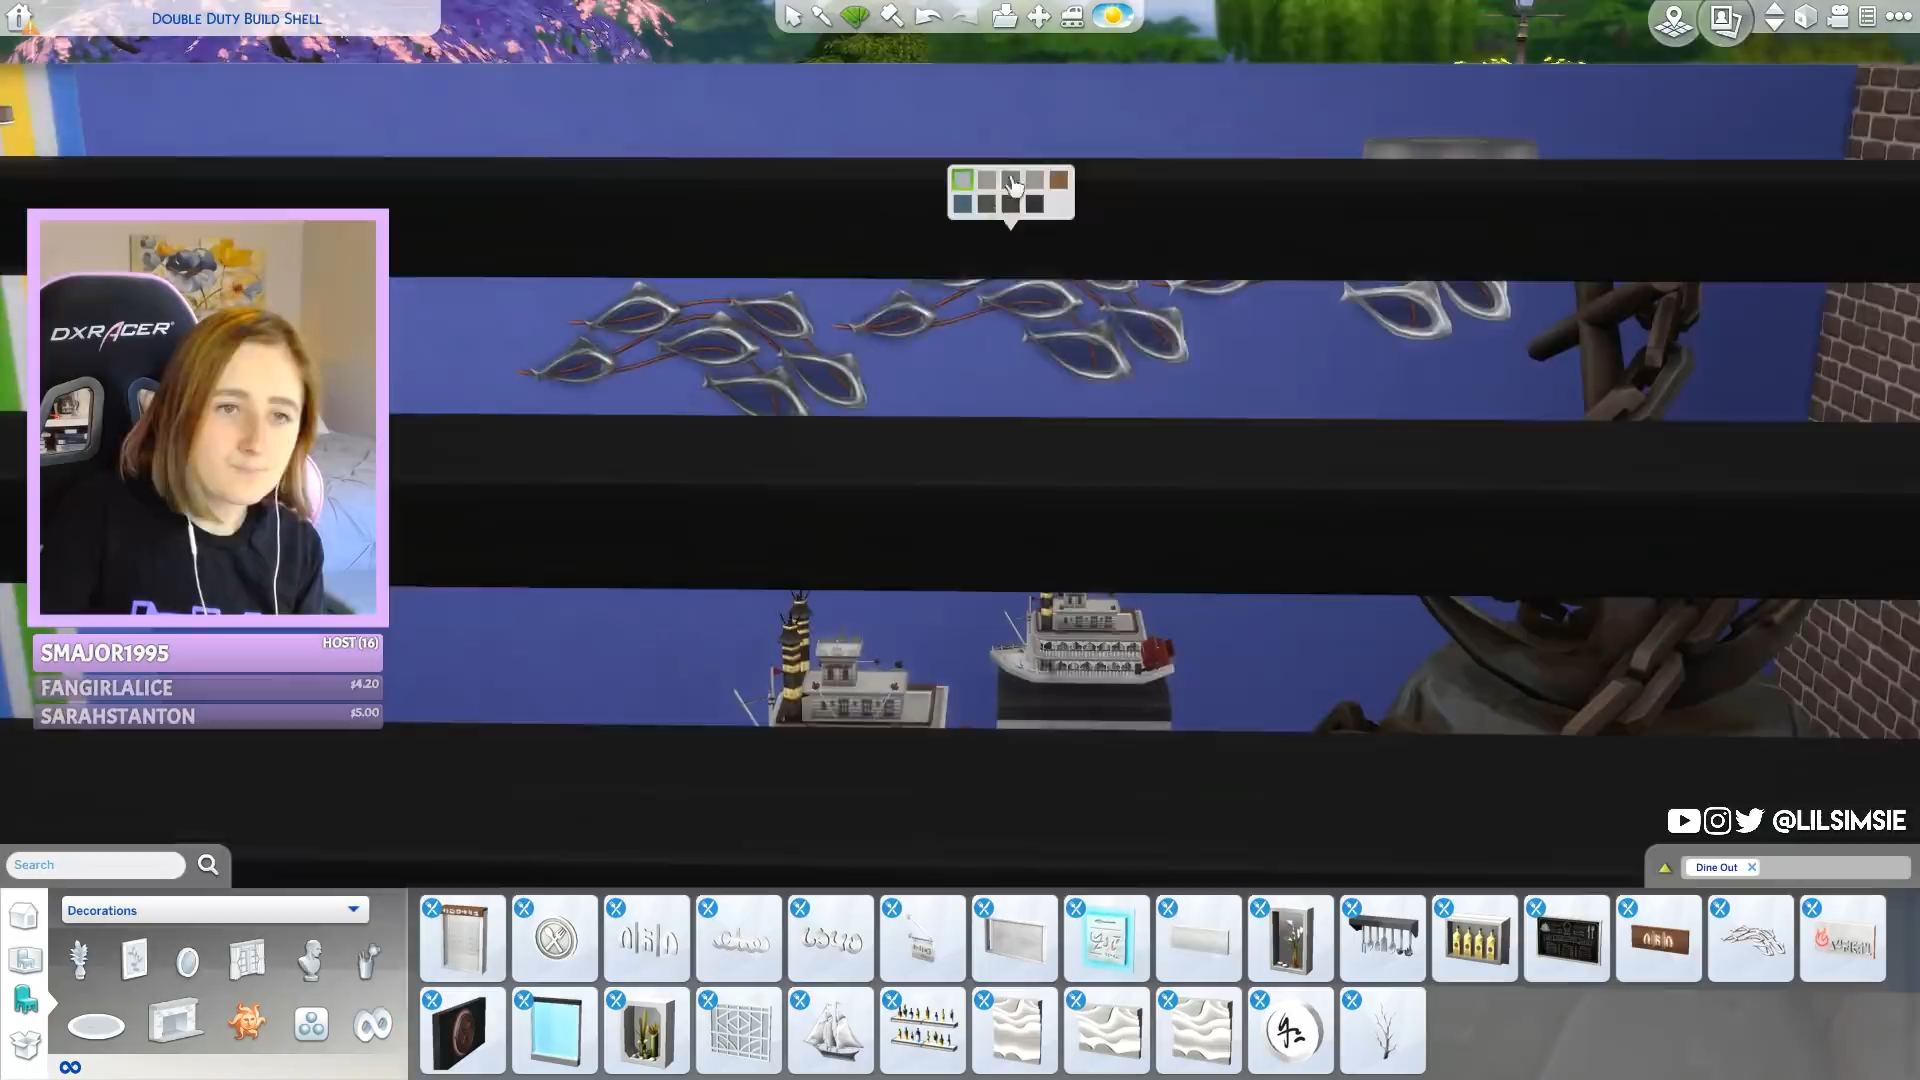 DOUBLE DUTY BUILD SHELL
DXRACER
SMAJOR1995
HOST (16)
FANGIRLALICE
$4.20
SARAHSTANTON
$5.00
@LILSIMSIE
Search
Dine Out
Decorations